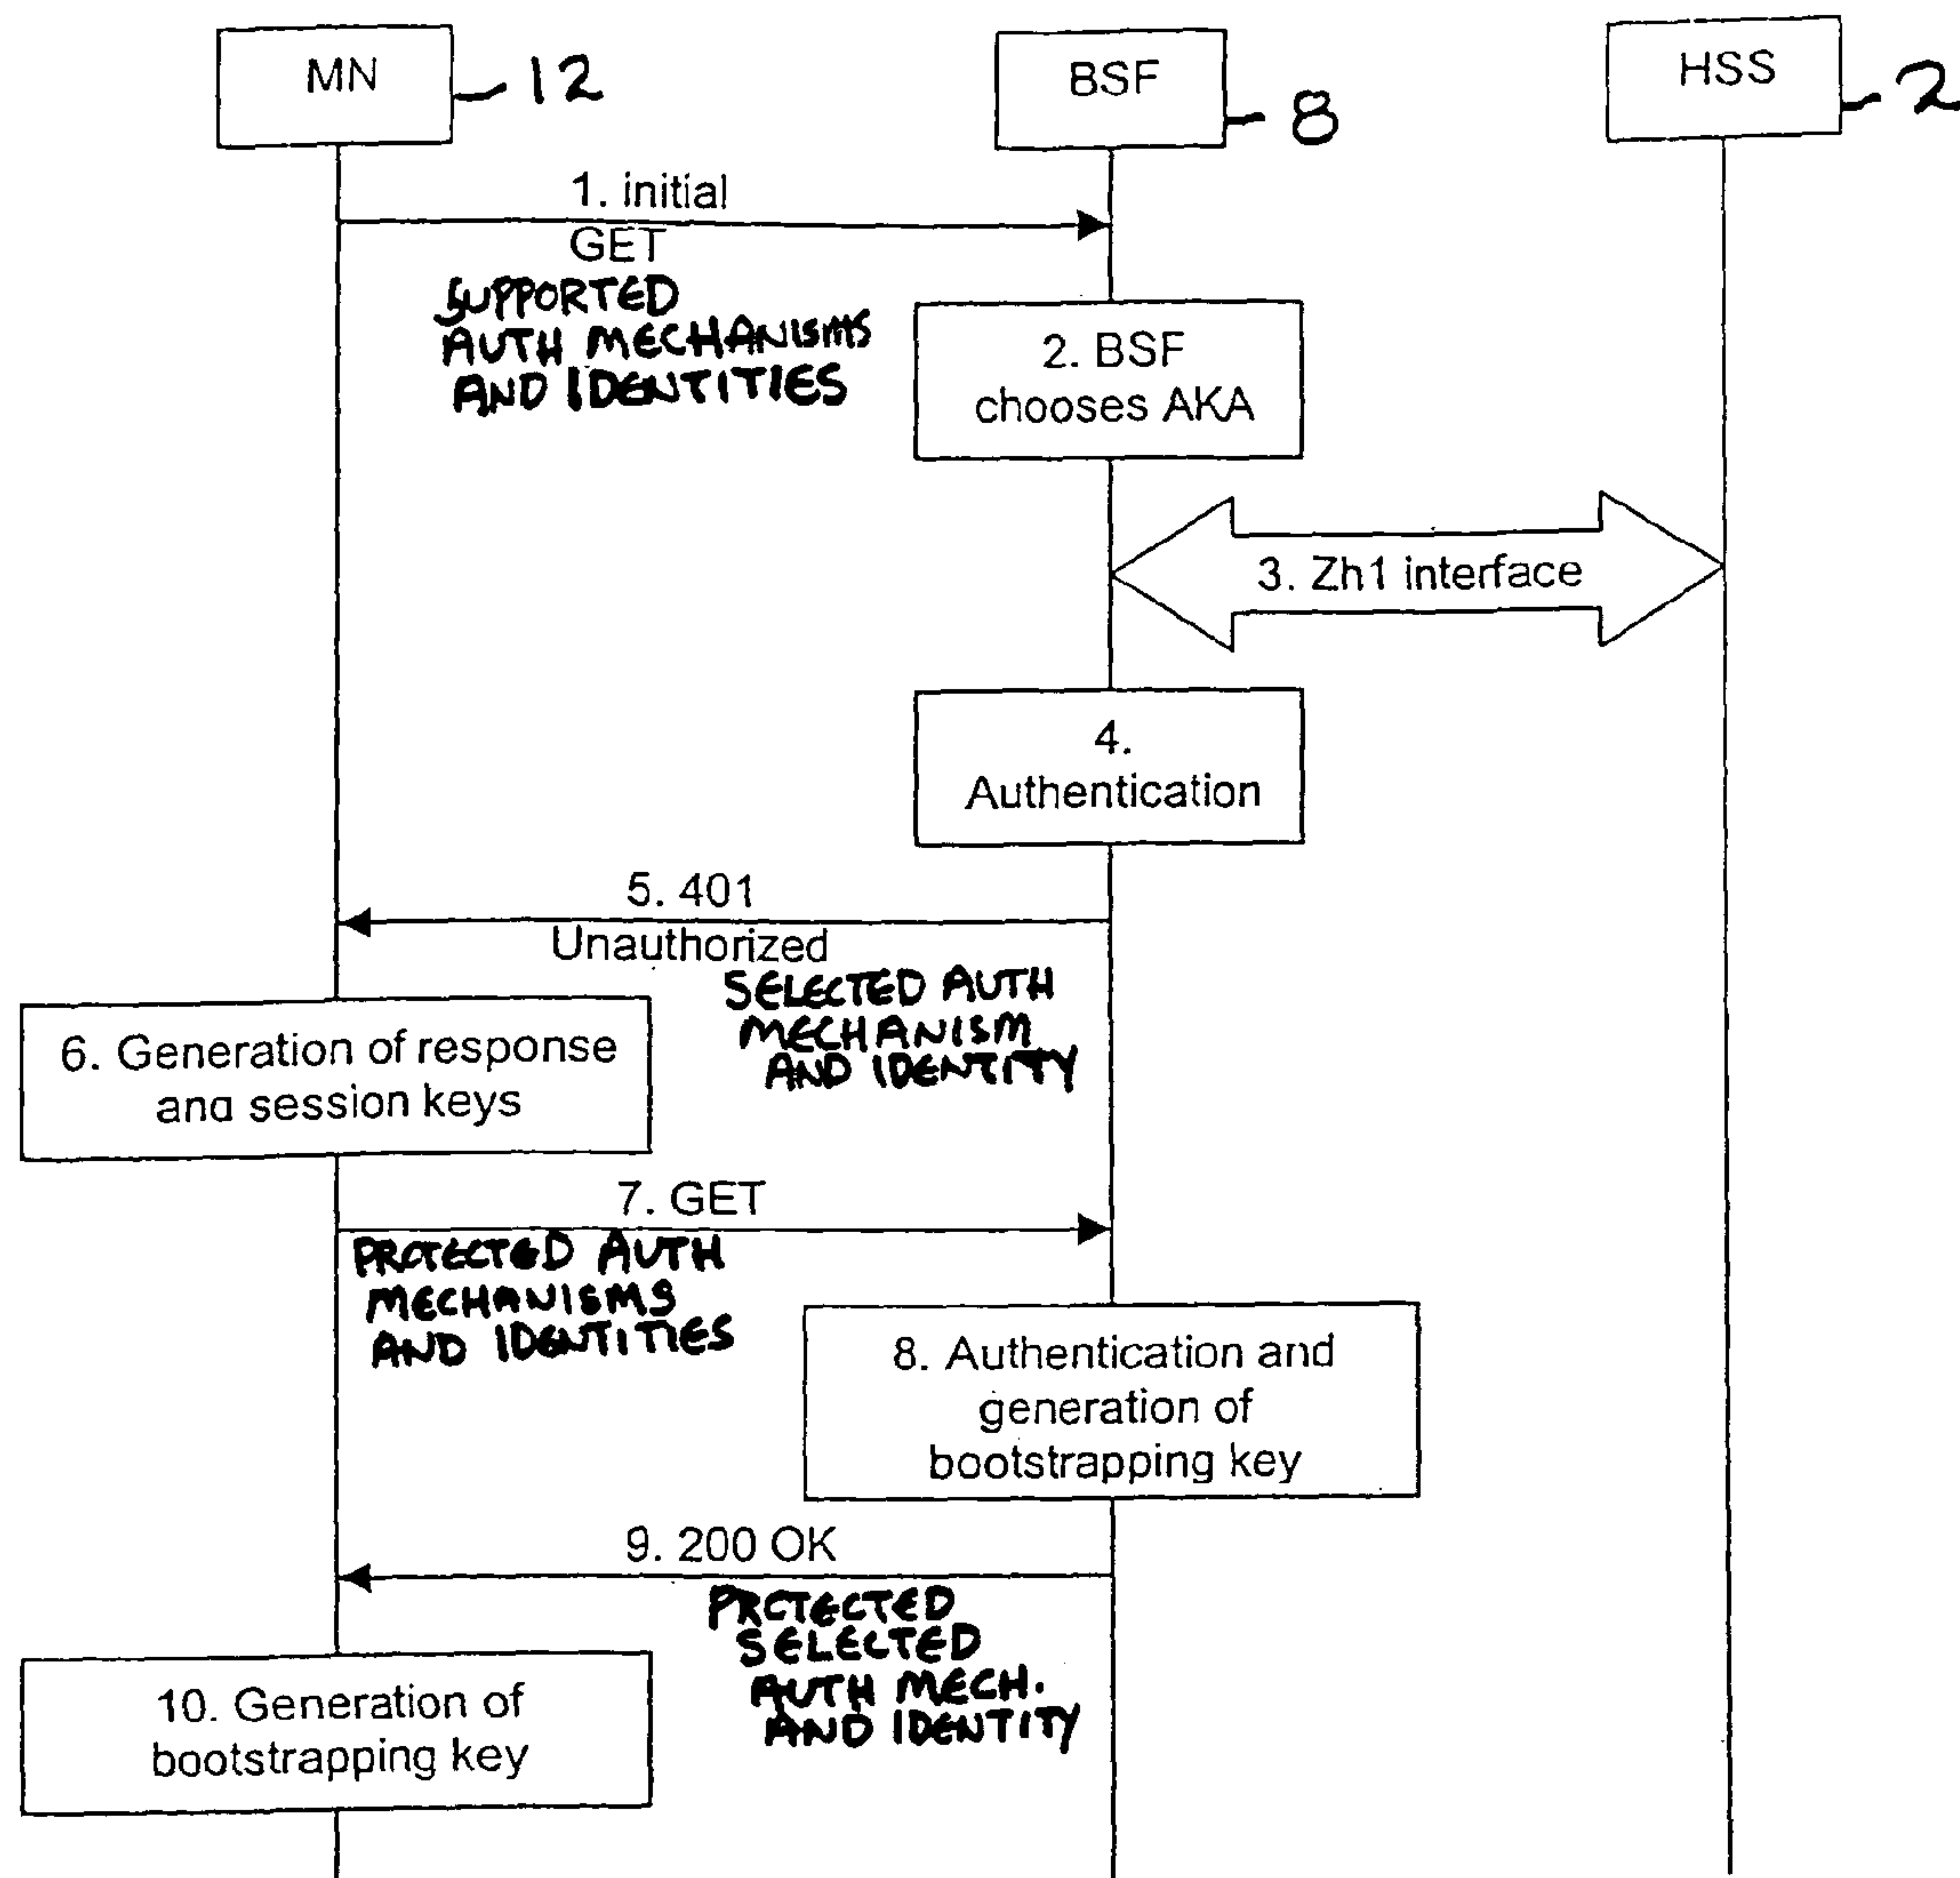 MN
12
BSF
8
HSS
2
1. initial
GET
SUPPORTED
AUTH MECHANISMS
AND IDENTITIES
2. BSF
chooses AKA
3. Zh1 interface
4.
Authentication
5. 401
Unauthorized
SELECTED AUTH
MECHANISM
AND IDENTITY
6. Generation of response
and session keys
7. GET
PROTECTED AUTH
MECHANISMS
AND IDENTITIES
8. Authentication and
generation of
bootstrapping key
9. 200 OK
PROTECTED
SELECTED
AUTH MECH.
AND IDENTITY
10. Generation of
bootstrapping key